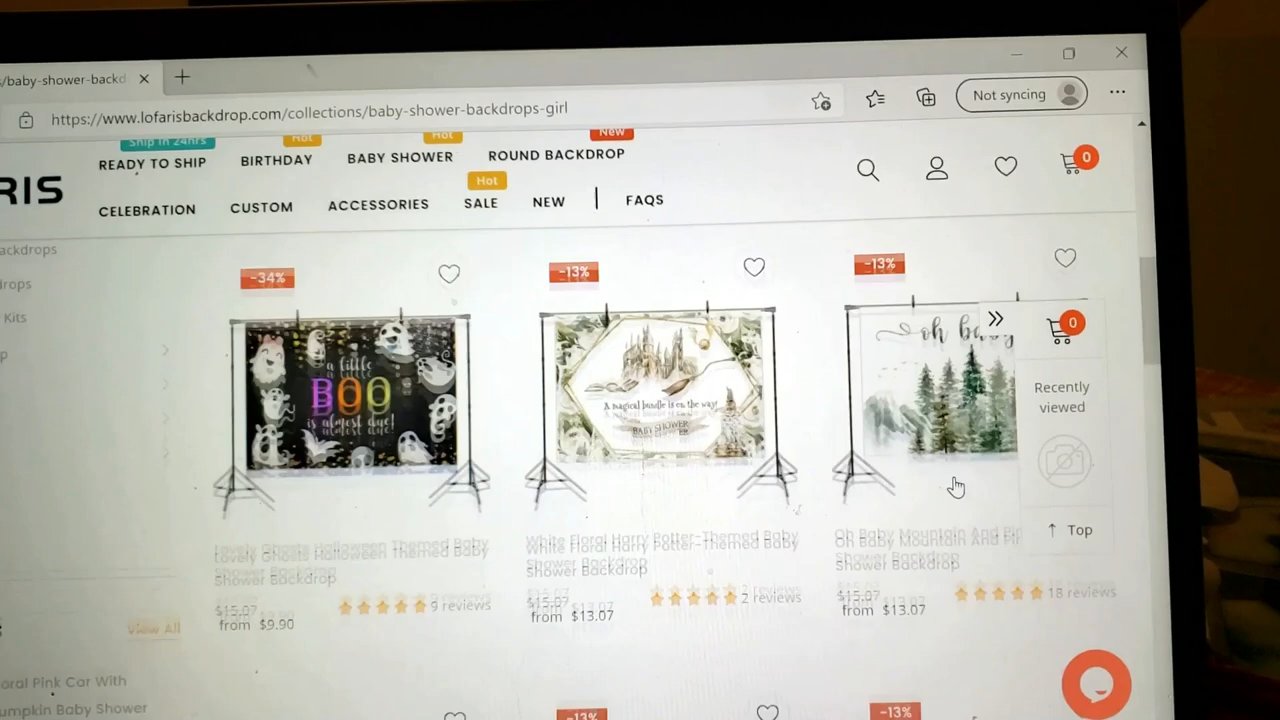 s/baby-shower-backd
Not syncing
https://www.lofarisbackdrop.com/collections/baby-shower-backdrops-girl
Ship in 24hrs
Hot
Hot
New
READY TO SHIP
BIRTHDAY
BABY SHOWER
ROUND BACKDROP
0
RIS
Hot
CELEBRATION
CUSTOM
ACCESSORIES
SALE
NEW
FAQS
ackdrops
rops
Kits
p
-34%
-13%
-13%
a little
BOO
is almost due!
A magical bundle is on the way!
BABY SHOWER
oh ba
0
Recently
viewed
Top
Lovely Ghosts Halloween Themed Baby
Shower Backdrop
$15.07
9 reviews
from $9.90
White Floral Harry Potter-Themed Baby
Shower Backdrop
$15.07
2 reviews
from $13.07
Oh Baby Mountain And
Shower Backdrop
$15.07
18 reviews
from $13.07
View All
oral Pink Car With
umpkin Baby Shower
-13%
-13%